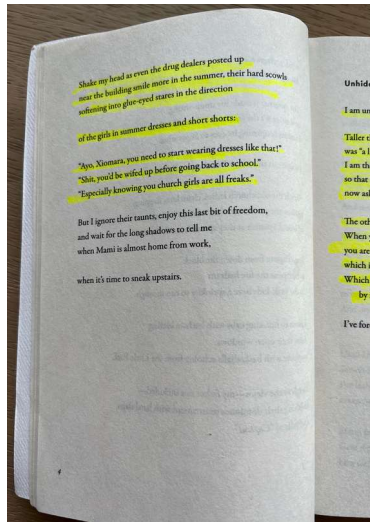 Shake my head as even the drug dealers posted up
near the building smile more in the summer, their hard scowls
softening into glue-eyed stares in the direction
of the girls in summer dresses and short shorts:
"Ayo, Xiomara, you need to start wearing dresses like that!"
"Shit, you'd be wifed up before going back to school."
"Especially knowing you church girls are all freaks."
But I ignore their taunts, enjoy this last bit of freedom,
and wait for the long shadows to tell me
when Mami is almost home from work,
when it's time to sneak upstairs.
4
Unhide
I am un
Taller t
was "a l
I am th
so that
now ask
The oth
When y
you are
which i
Which
by
I've for